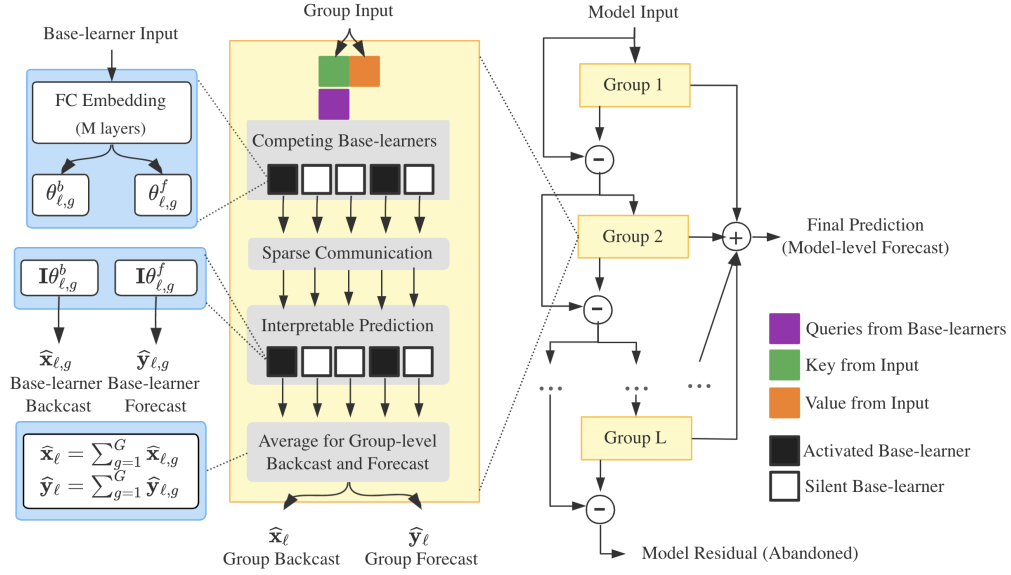 Base-learner Input
FC Embedding
(M layers)
θ^b_{ℓ,g}
θ^f_{ℓ,g}
Iθ^b_{ℓ,g}
Iθ^f_{ℓ,g}
x̂_{ℓ,g}
ŷ_{ℓ,g}
Base-learner
Backcast
Base-learner
Forecast
x̂_ℓ = ∑_{g=1}^{G} x̂_{ℓ,g}
ŷ_ℓ = ∑_{g=1}^{G} ŷ_{ℓ,g}
Group Input
Competing Base-learners
Sparse Communication
Interpretable Prediction
Average for Group-level
Backcast and Forecast
x̂_ℓ
Group Backcast
ŷ_ℓ
Group Forecast
Model Input
Group 1
-
Group 2
+
-
...
...
...
Group L
-
Model Residual (Abandoned)
Final Prediction
(Model-level Forecast)
Queries from Base-learners
Key from Input
Value from Input
Activated Base-learner
Silent Base-learner